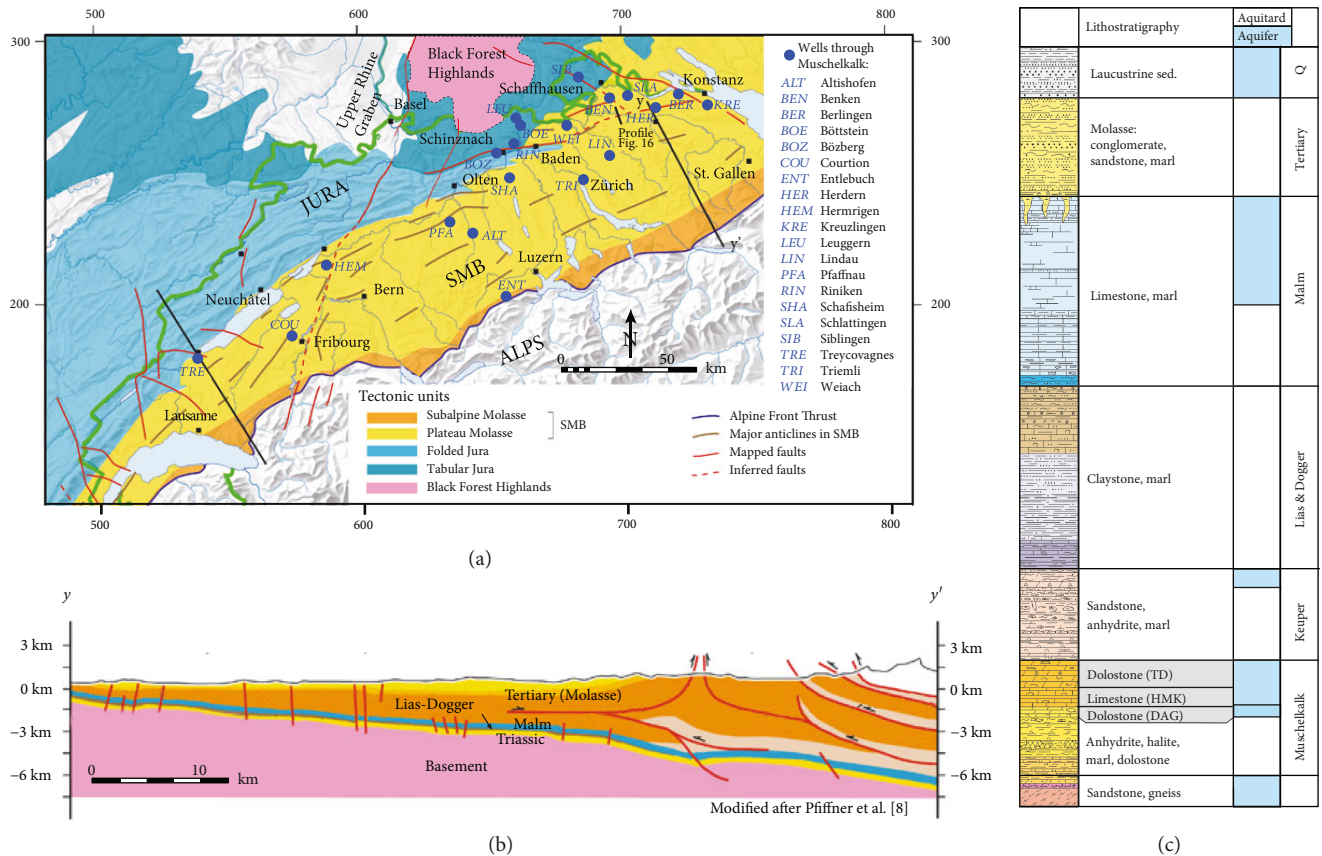 500
600
700
800
300
300
200
200
500
600
700
800
Black Forest
Highlands
Upper Rhine
Graben
Basel
SIB
Schaffhausen
SLA
Konstanz
LEU
BEN
y
HER
BER
KRE
Schinznach
BOE
WEI
Profile
Fig. 16
LIN
RIN
Baden
BOZ
JURA
Olten
SHA
TRI
Zürich
St. Gallen
PFA
ALT
y'
HEM
SMB
Luzern
Neuchâtel
Bern
ENT
COU
Fribourg
ALPS
N
TRE
0
50
km
Lausanne
Wells through
Muschelkalk:
ALT Altishofen
BEN Benken
BER Berlingen
BOE Böttstein
BOZ Bözberg
COU Courtion
ENT Entlebuch
HER Herdern
HEM Hermrigen
KRE Kreuzlingen
LEU Leuggern
LIN Lindau
PFA Pfaffnau
RIN Riniken
SHA Schafisheim
SLA Schlattingen
SIB Siblingen
TRE Treycovagnes
TRI Triemli
WEI Weiach
Tectonic units
Subalpine Molasse
Plateau Molasse
SMB
Folded Jura
Tabular Jura
Black Forest Highlands
Alpine Front Thrust
Major anticlines in SMB
Mapped faults
Inferred faults
(a)
y
y'
3 km
0 km
−3 km
−6 km
3 km
0 km
−3 km
−6 km
Tertiary (Molasse)
Lias-Dogger
Malm
Triassic
Basement
0
10
km
Modified after Pfiffner et al. [8]
(b)
Lithostratigraphy
Aquitard
Aquifer
Laucustrine sed.
Q
Molasse:
conglomerate,
sandstone, marl
Tertiary
Limestone, marl
Malm
Claystone, marl
Lias & Dogger
Sandstone,
anhydrite, marl
Keuper
Dolostone (TD)
Limestone (HMK)
Dolostone (DAG)
Anhydrite, halite,
marl, dolostone
Muschelkalk
Sandstone, gneiss
(c)